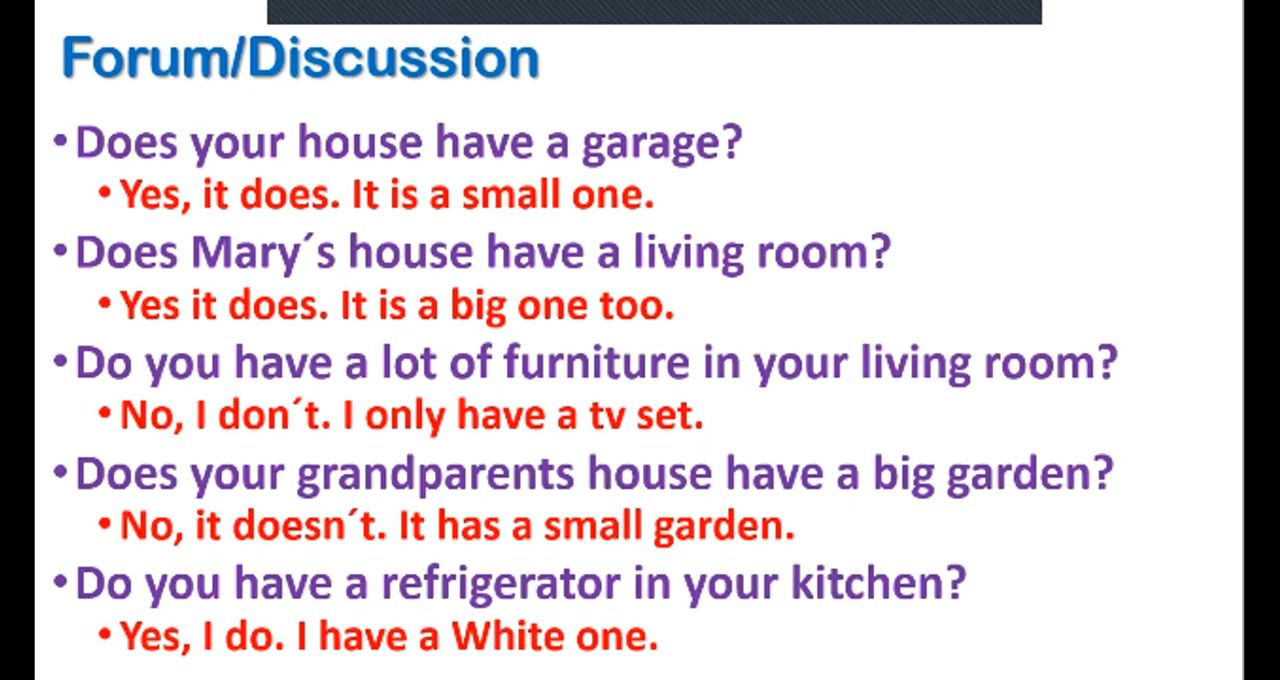 Forum/Discussion
•Does your house have a garage?
•Yes, it does. It is a small one.
•Does Mary´s house have a living room?
•Yes it does. It is a big one too.
•Do you have a lot of furniture in your living room?
•No, I don´t. I only have a tv set.
•Does your grandparents house have a big garden?
•No, it doesn´t. It has a small garden.
•Do you have a refrigerator in your kitchen?
•Yes, I do. I have a White one.